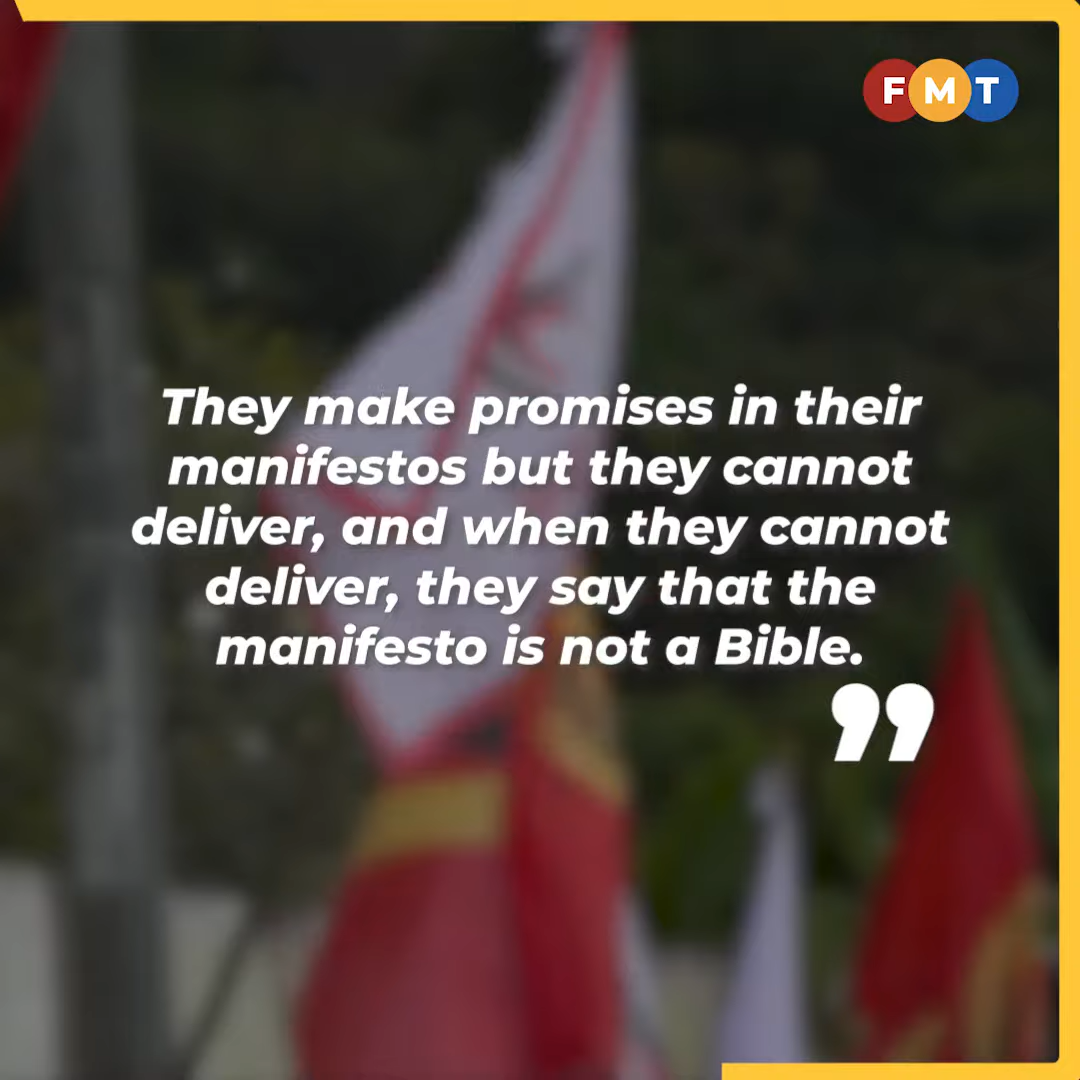 FMT
They make promises in their
manifestos but they cannot
deliver, and when they cannot
deliver, they say that the
manifesto is not a Bible.
”